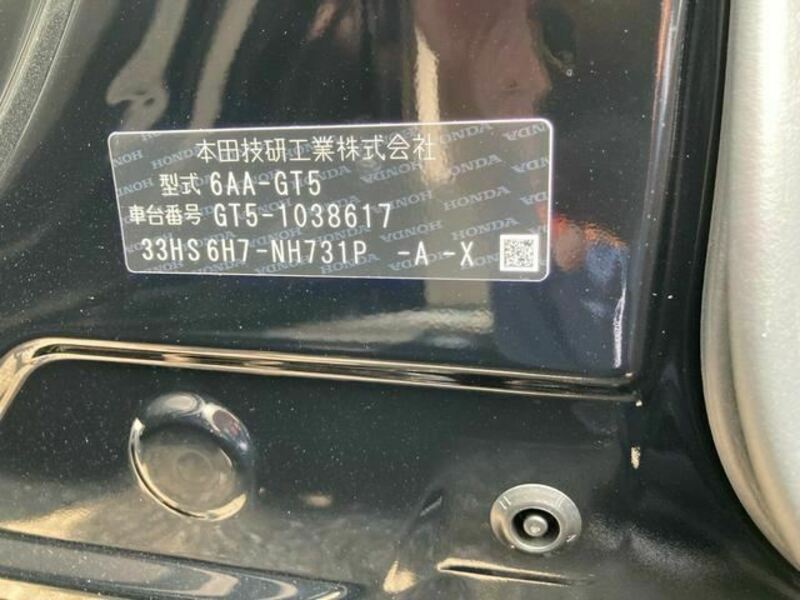 本田技研工業株式会社
型式 6AA-GT5
車台番号 GT5-1038617
33HS6H7-NH731P -A-X